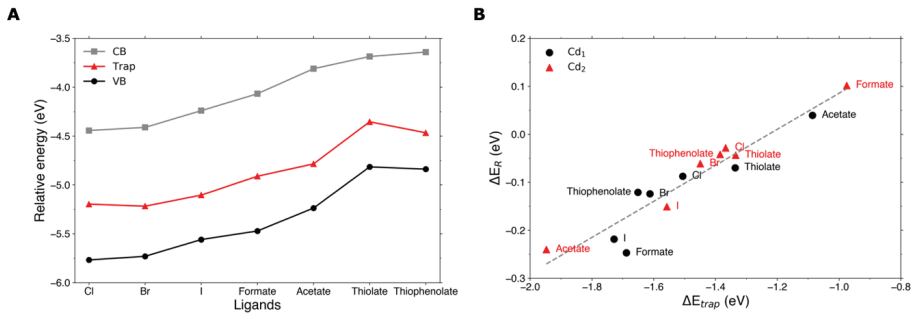 A
−3.5
−4.0
−4.5
−5.0
−5.5
−6.0
Relative energy (eV)
CB
Trap
VB
Cl Br I Formate Acetate Thiolate Thiophenolate
Ligands
B
0.2
0.1
0.0
−0.1
−0.2
−0.3
ΔE_R (eV)
Cd₁
Cd₂
Formate
Acetate
Cl
Thiophenolate
Thiolate
Br
Thiolate
Cl
Thiophenolate
Br
I
I
Acetate
Formate
−2.0 −1.8 −1.6 −1.4 −1.2 −1.0 −0.8
ΔE_trap (eV)